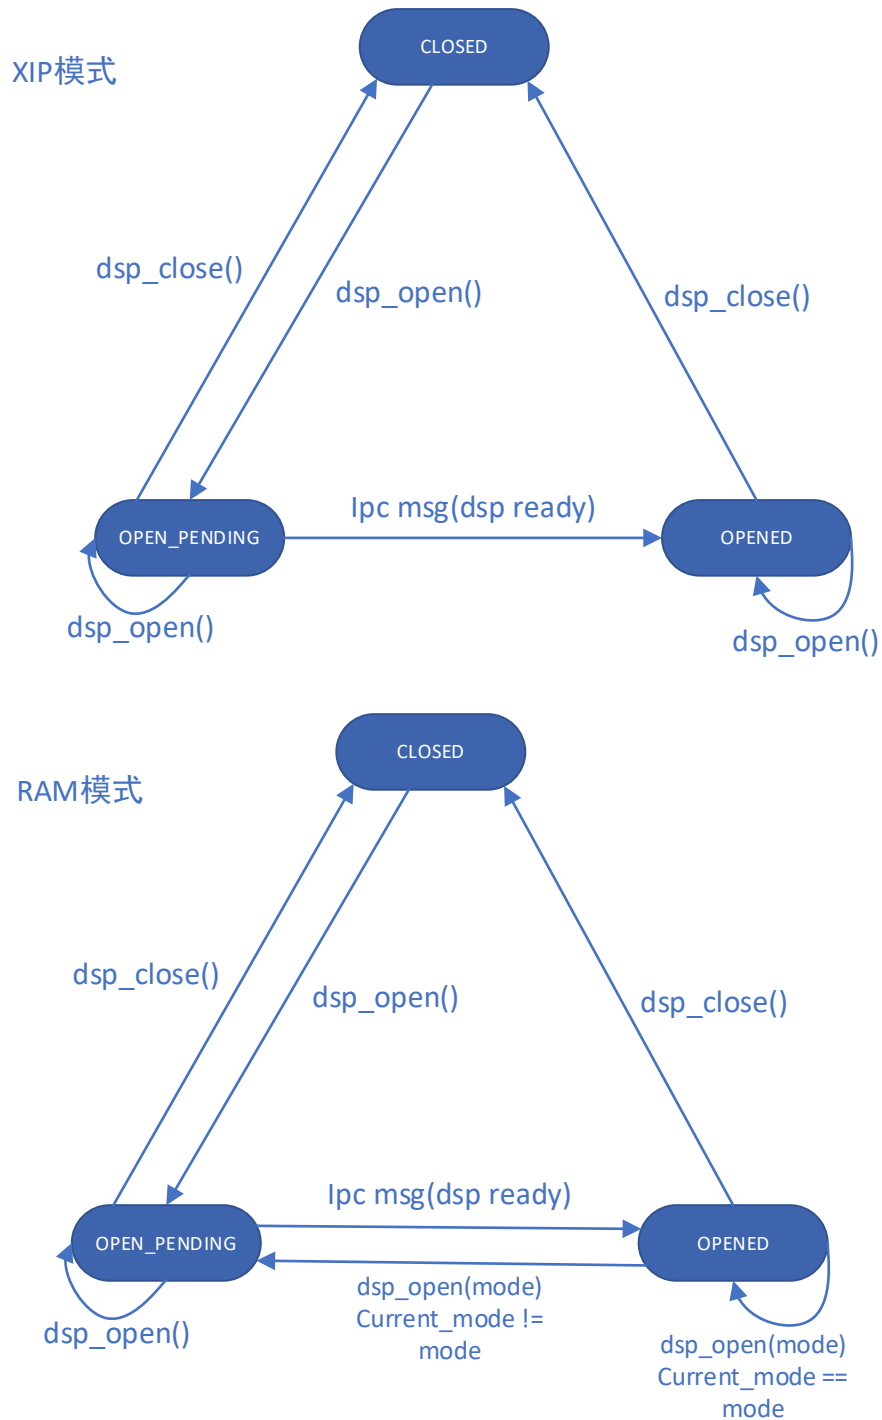 CLOSED
XIP模式
dsp_close()
dsp_open()
dsp_close()
Ipc msg(dsp ready)
OPEN_PENDING
OPENED
dsp_open()
dsp_open()
CLOSED
RAM模式
dsp_close()
dsp_open()
dsp_close()
Ipc msg(dsp ready)
OPEN_PENDING
OPENED
dsp_open(mode)
Current_mode !=
mode
dsp_open()
dsp_open(mode)
Current_mode ==
mode